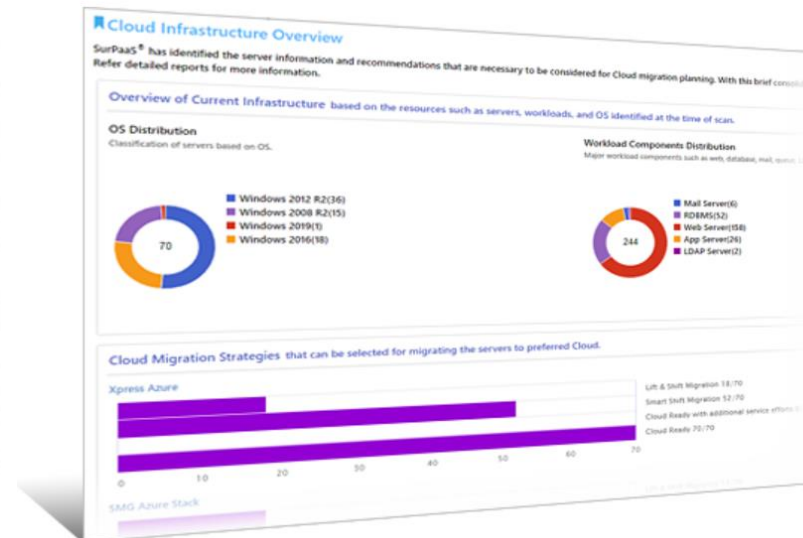 Cloud Infrastructure Overview
SurPaaS® has identified the server information and recommendations that are necessary to be considered for Cloud migration planning. With this brief
Refer detailed reports for more information.
Overview of Current Infrastructure based on the resources such as servers, workloads, and OS identified at the time of scan.
OS Distribution
Classification of servers based on OS.
70
Windows 2012 R2(36)
Windows 2008 R2(15)
Windows 2019(1)
Windows 2016(18)
Workload Components Distribution
Major workload components such as web, database, mail, queue,
244
Mail Server(6)
RDBMS(52)
Web Server(158)
App Server(26)
LDAP Server(2)
Cloud Migration Strategies that can be selected for migrating the servers to preferred Cloud.
Xpress Azure
Lift & Shift Migration 18/70
Smart Shift Migration 52/70
Cloud Ready with additional service efforts
Cloud Ready 70/70
0 10 20 30 40 50 60 70
SMG Azure Stack